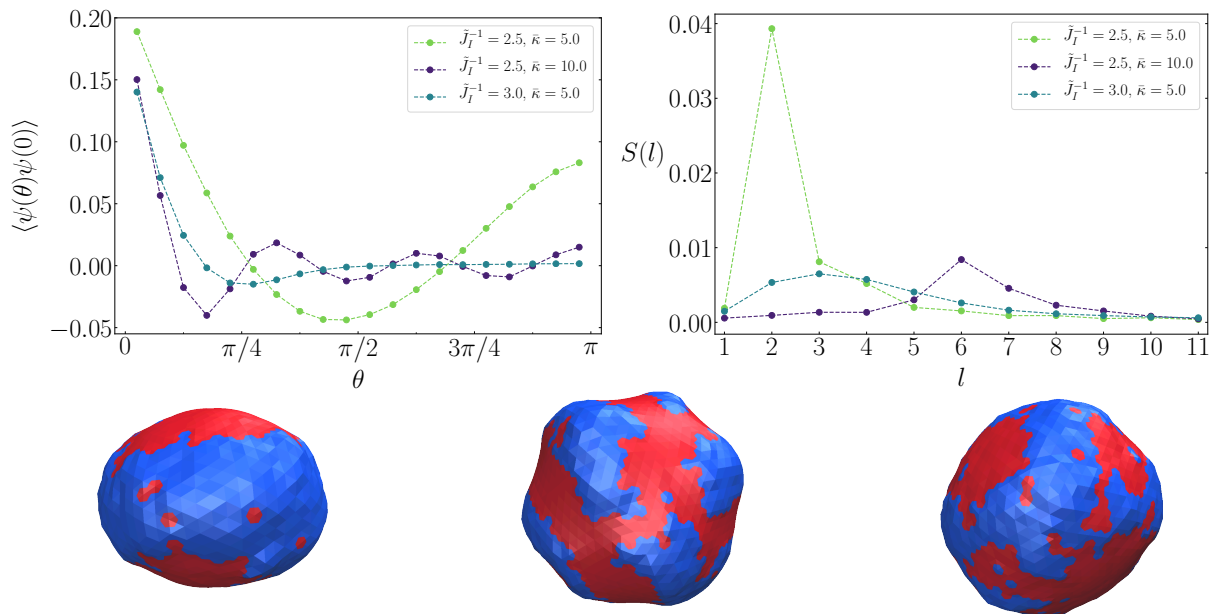 0.20
0.15
0.10
0.05
0.00
−0.05
⟨ψ(θ)ψ(0)⟩
J̃_I^{-1} = 2.5, κ̄ = 5.0
J̃_I^{-1} = 2.5, κ̄ = 10.0
J̃_I^{-1} = 3.0, κ̄ = 5.0
0 π/4 π/2 3π/4 π
θ
0.04
0.03
0.02
0.01
0.00
S(l)
J̃_I^{-1} = 2.5, κ̄ = 5.0
J̃_I^{-1} = 2.5, κ̄ = 10.0
J̃_I^{-1} = 3.0, κ̄ = 5.0
1 2 3 4 5 6 7 8 9 10 11
l